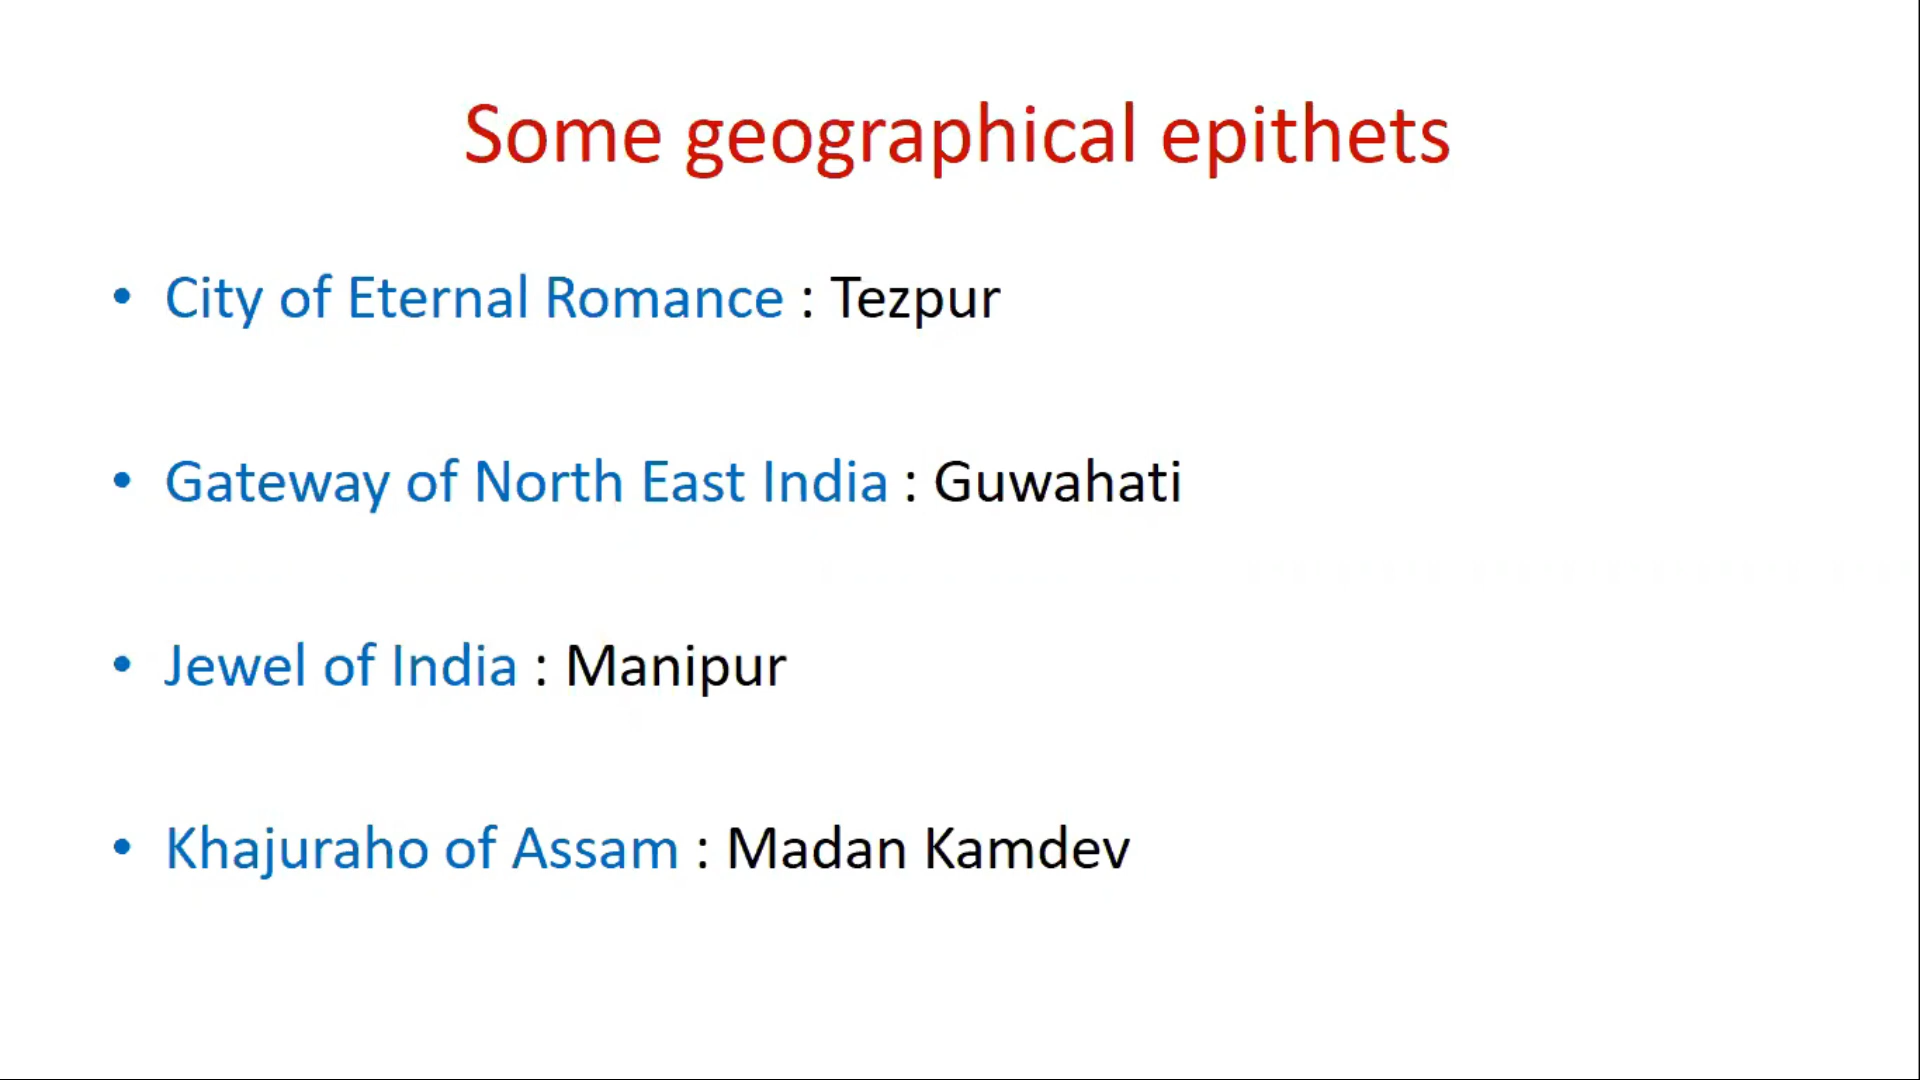 Some geographical epithets
• City of Eternal Romance : Tezpur
• Gateway of North East India : Guwahati
• Jewel of India : Manipur
• Khajuraho of Assam : Madan Kamdev